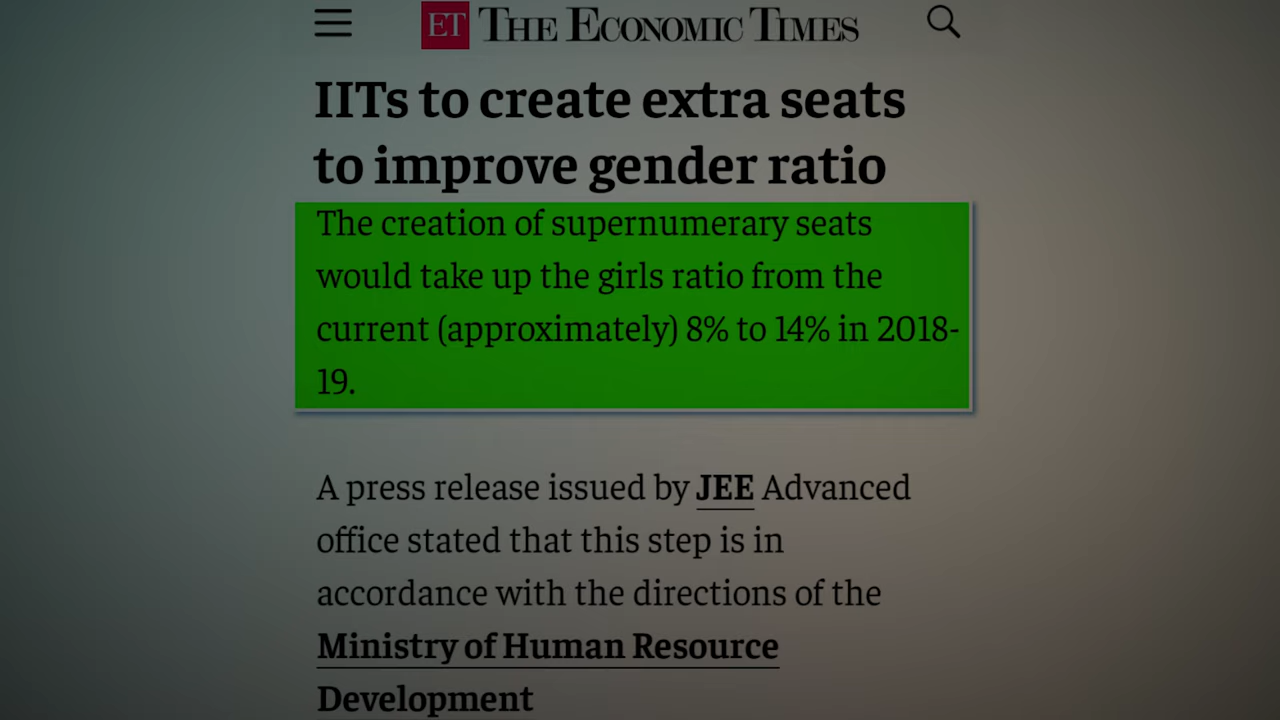 ET THE ECONOMIC TIMES
IITs to create extra seats
to improve gender ratio
The creation of supernumerary seats
would take up the girls ratio from the
current (approximately) 8% to 14% in 2018-
19.
A press release issued by JEE Advanced
office stated that this step is in
accordance with the directions of the
Ministry of Human Resource
Development